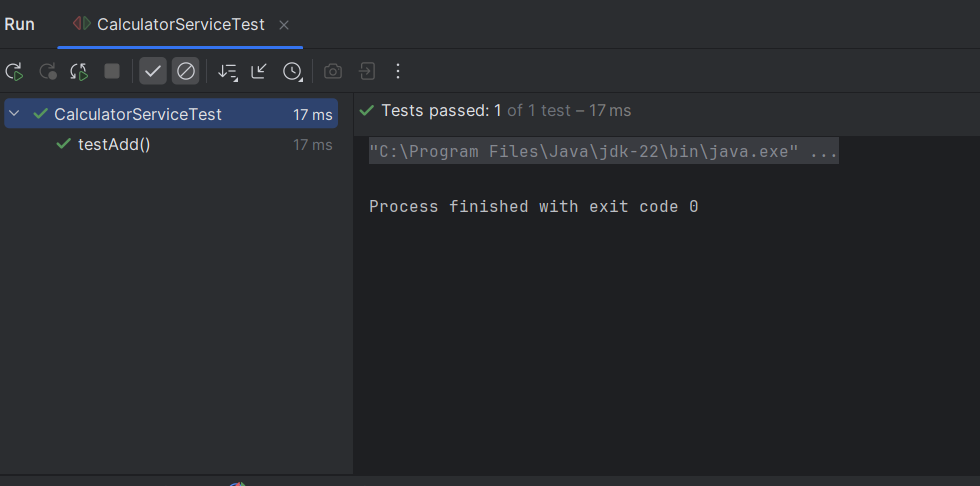 Run CalculatorServiceTest
CalculatorServiceTest 17 ms
testAdd() 17 ms
Tests passed: 1 of 1 test – 17 ms
"C:\Program Files\Java\jdk-22\bin\java.exe" ...
Process finished with exit code 0